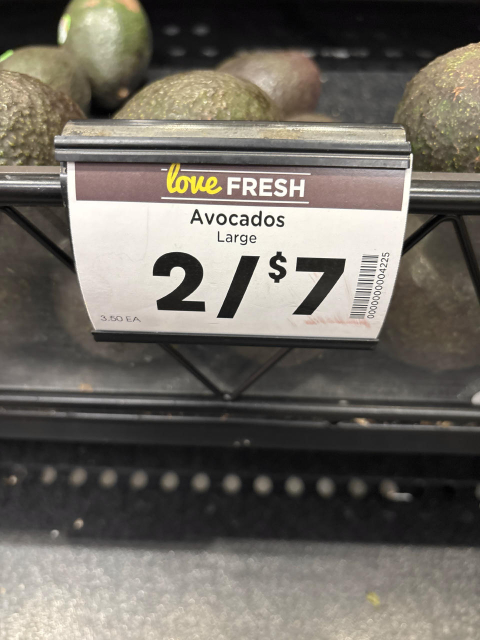 love FRESH
Avocados
Large
2/$7
3.50 EA
0000000004225